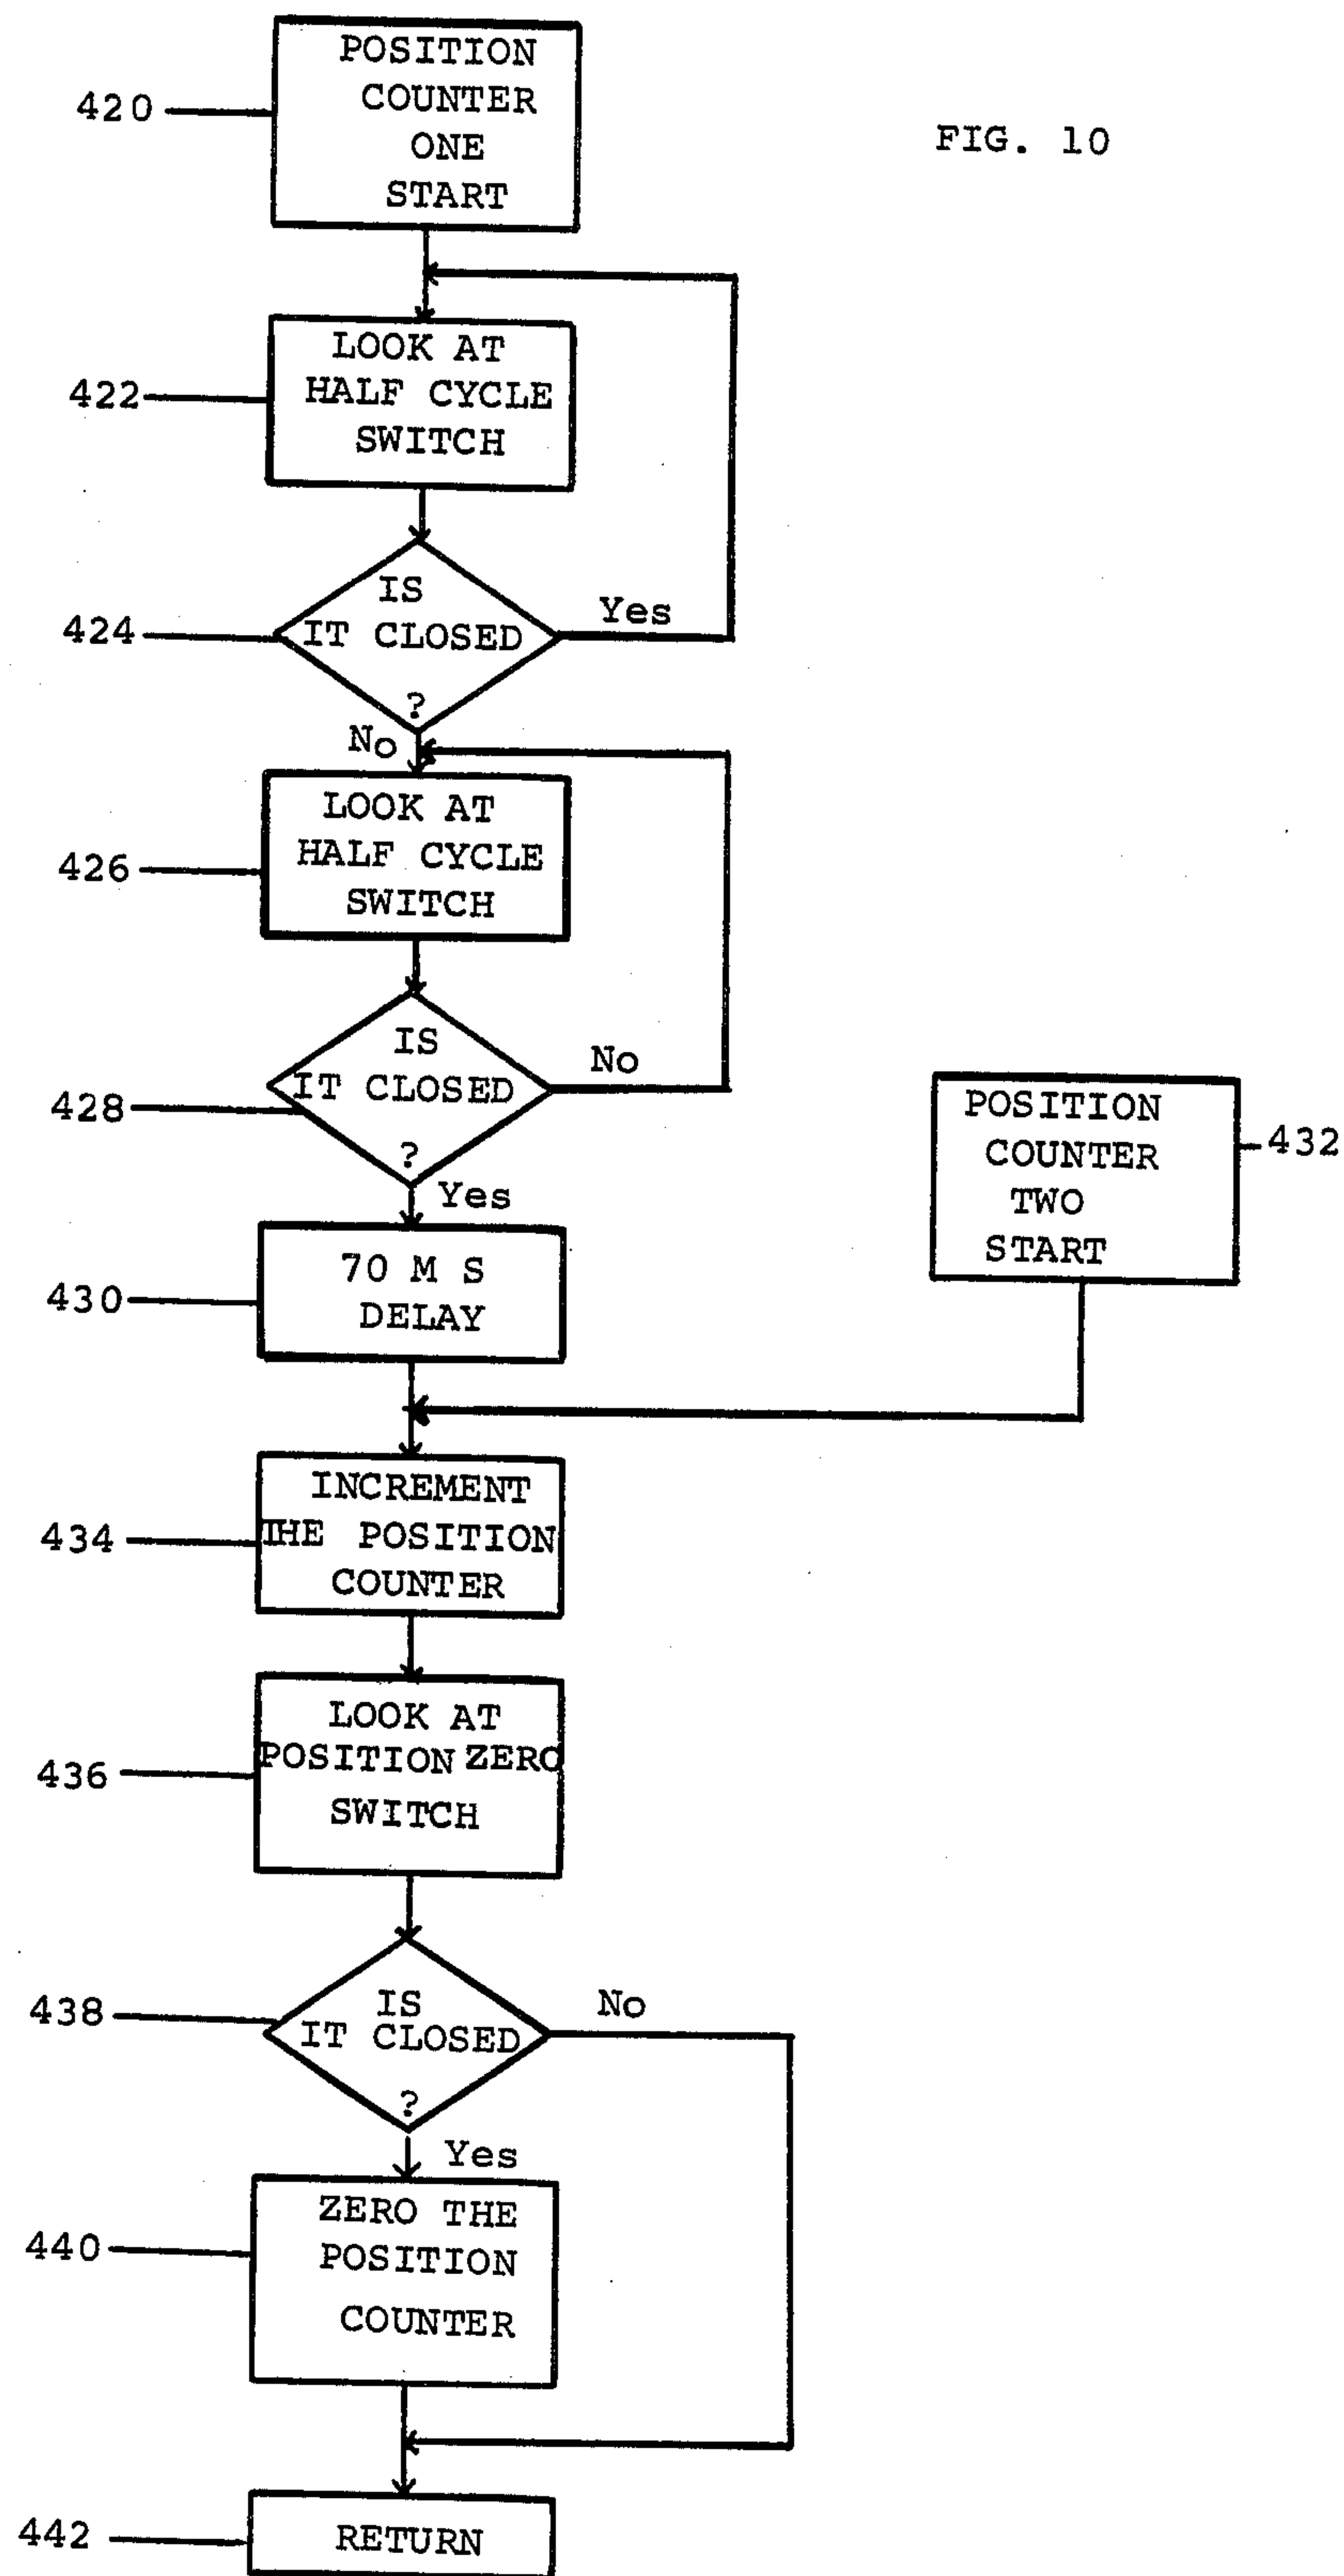 FIG. 10
420
POSITION
COUNTER
ONE
START
422
LOOK AT
HALF CYCLE
SWITCH
424
IS
IT CLOSED
?
Yes
No
426
LOOK AT
HALF CYCLE
SWITCH
428
IS
IT CLOSED
?
No
Yes
430
70 M S
DELAY
POSITION
COUNTER
TWO
START
432
434
INCREMENT
THE POSITION
COUNTER
436
LOOK AT
POSITION ZERO
SWITCH
438
IS
IT CLOSED
?
No
Yes
440
ZERO THE
POSITION
COUNTER
442
RETURN